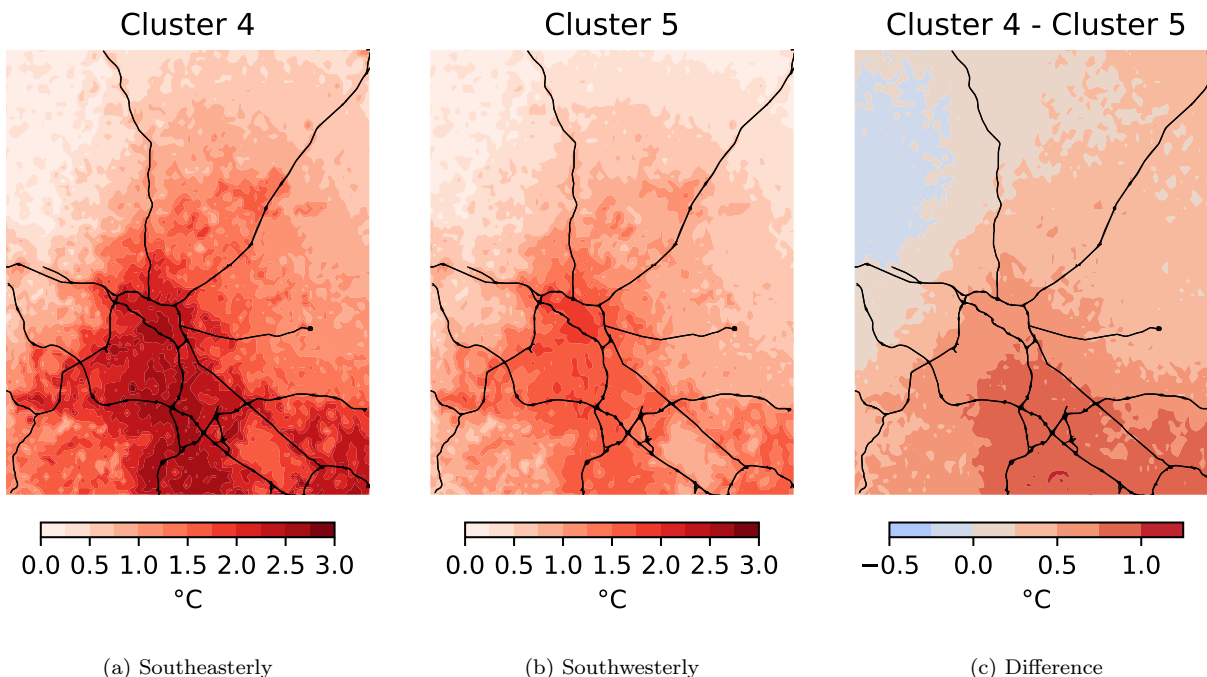 Cluster 4
Cluster 5
Cluster 4 - Cluster 5
0.0 0.5 1.0 1.5 2.0 2.5 3.0
°C
0.0 0.5 1.0 1.5 2.0 2.5 3.0
°C
−0.5 0.0 0.5 1.0
°C
(a) Southeasterly
(b) Southwesterly
(c) Difference